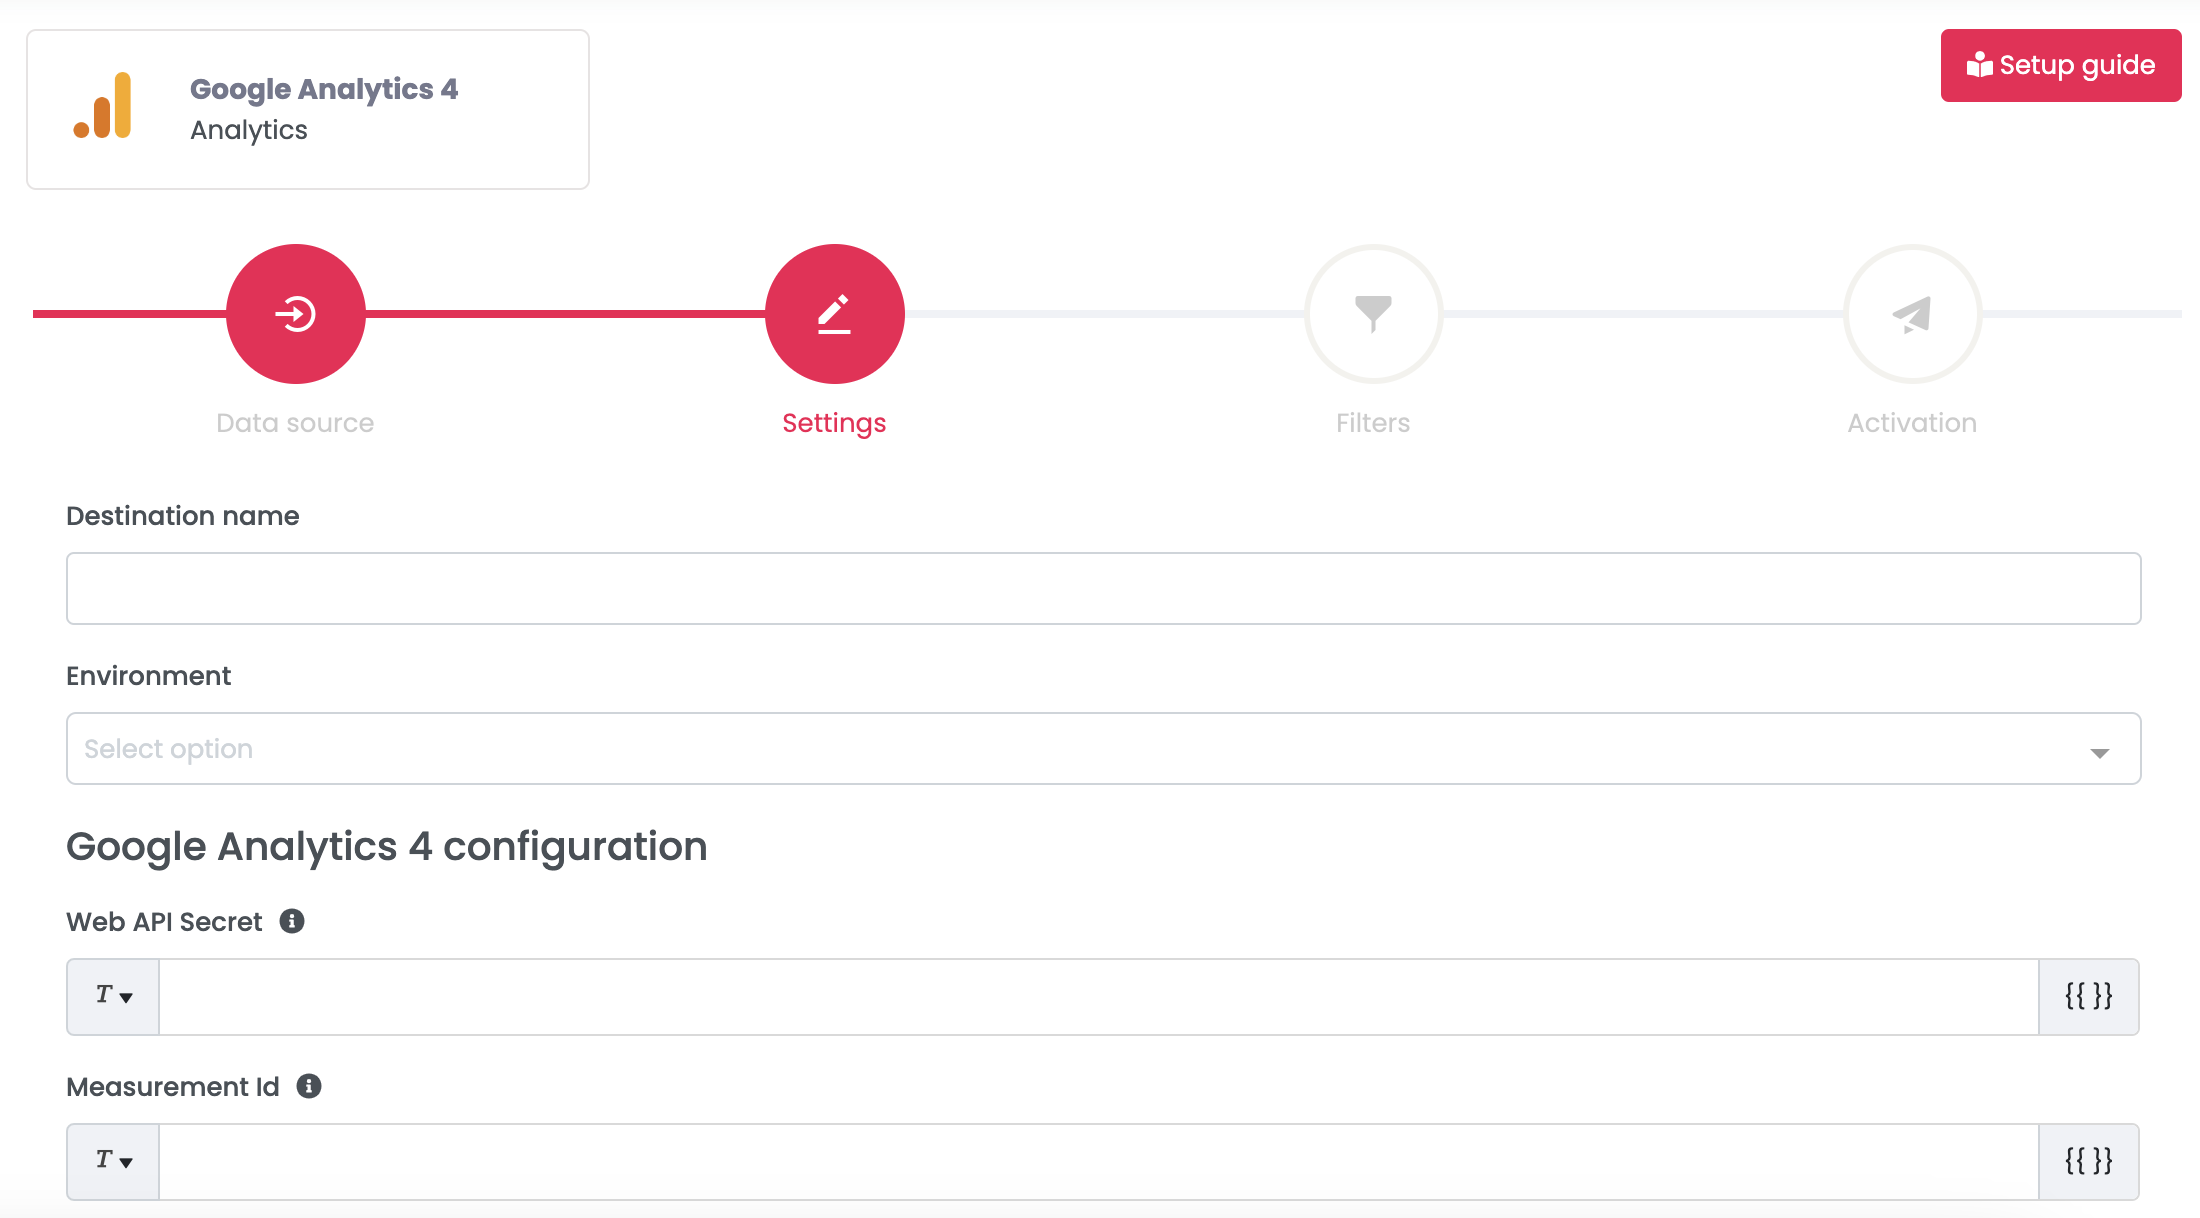 Google Analytics 4
Analytics
Setup guide
Data source
Settings
Filters
Activation
Destination name
Environment
Select option
Google Analytics 4 configuration
Web API Secret
T
{{ }}
Measurement Id
T
{{ }}